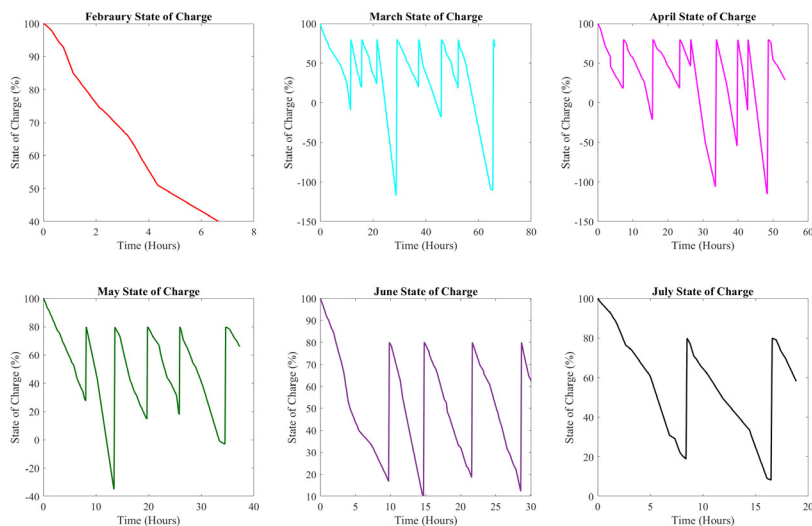 Febraury State of Charge
March State of Charge
April State of Charge
100
90
80
70
60
50
40
State of Charge (%)
0 2 4 6 8
Time (Hours)
100
50
0
-50
-100
-150
State of Charge (%)
0 20 40 60 80
Time (Hours)
100
50
0
-50
-100
-150
State of Charge (%)
0 10 20 30 40 50 60
Time (Hours)
May State of Charge
June State of Charge
July State of Charge
100
80
60
40
20
0
-20
-40
State of Charge (%)
0 10 20 30 40
Time (Hours)
100
90
80
70
60
50
40
30
20
10
State of Charge (%)
0 5 10 15 20 25 30
Time (Hours)
100
80
60
40
20
0
State of Charge (%)
0 5 10 15 20
Time (Hours)